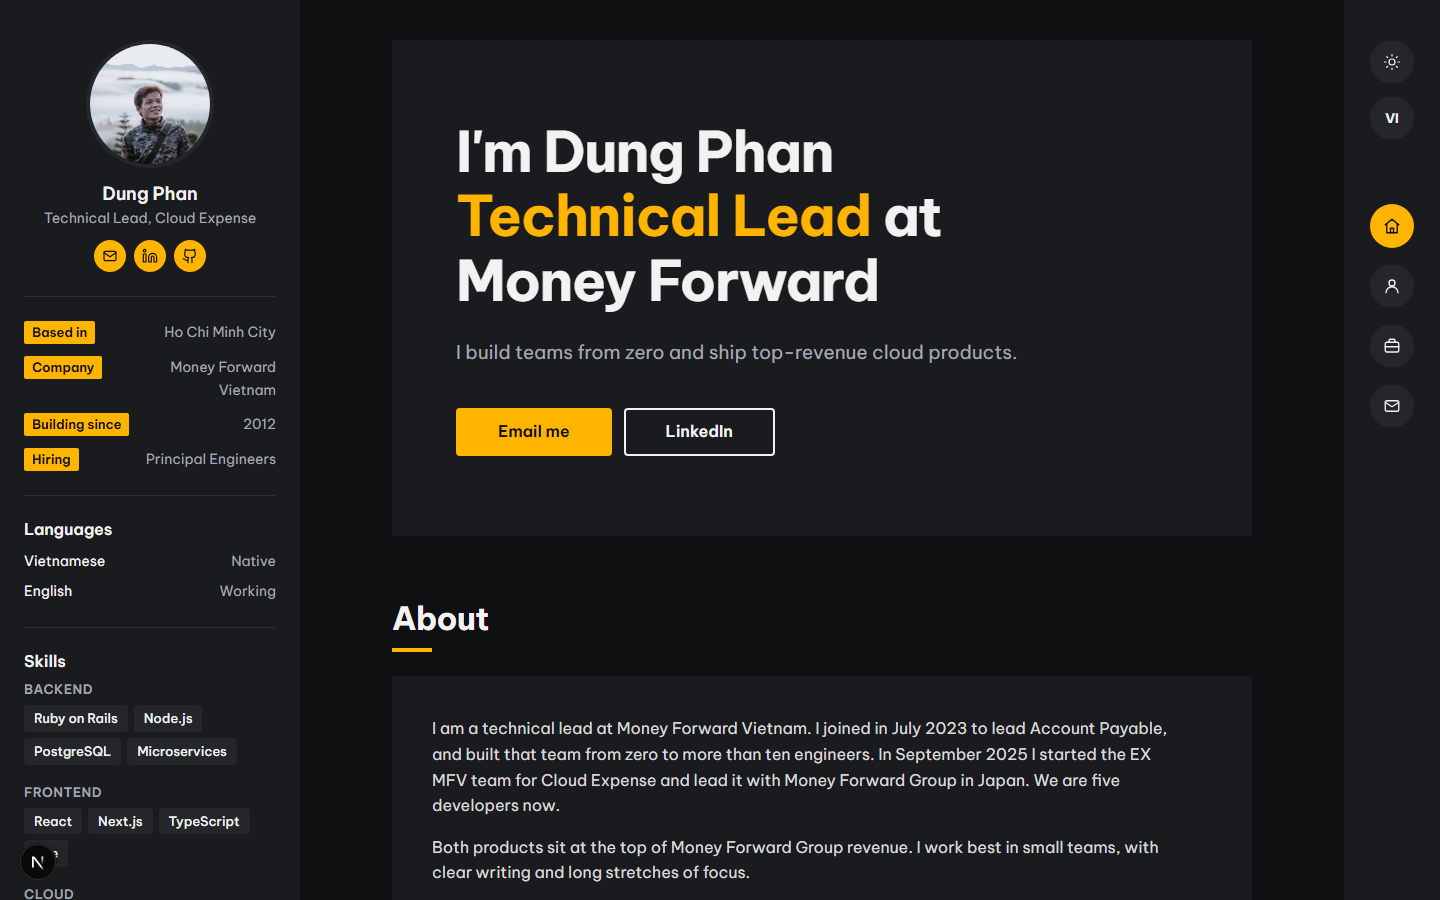 Dung Phan
Technical Lead, Cloud Expense
Based in Ho Chi Minh City
Company Money Forward
Vietnam
Building since 2012
Hiring Principal Engineers
Languages
Vietnamese Native
English Working
Skills
BACKEND
Ruby on Rails Node.js
PostgreSQL Microservices
FRONTEND
React Next.js TypeScript
N
CLOUD
I'm Dung Phan
Technical Lead at
Money Forward
I build teams from zero and ship top-revenue cloud products.
Email me LinkedIn
About
I am a technical lead at Money Forward Vietnam. I joined in July 2023 to lead Account Payable,
and built that team from zero to more than ten engineers. In September 2025 I started the EX
MFV team for Cloud Expense and lead it with Money Forward Group in Japan. We are five
developers now.
Both products sit at the top of Money Forward Group revenue. I work best in small teams, with
clear writing and long stretches of focus.
VI